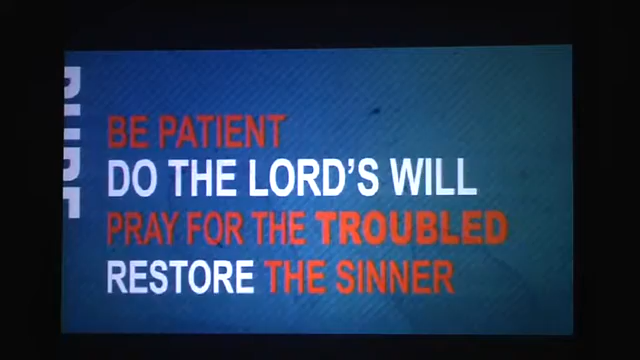 BE PATIENT
DO THE LORD'S WILL
PRAY FOR THE TROUBLED
RESTORE THE SINNER